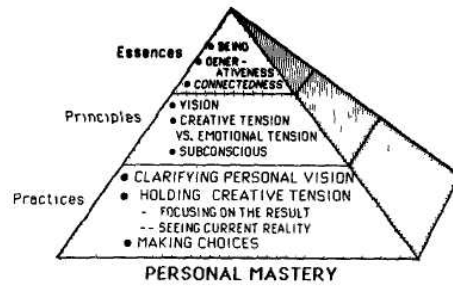 Essences
• BEING
• GENER-
ATIVENESS
• CONNECTEDNESS
Principles
• VISION
• CREATIVE TENSION
VS. EMOTIONAL TENSION
• SUBCONSCIOUS
Practices
• CLARIFYING PERSONAL VISION
• HOLDING CREATIVE TENSION
- FOCUSING ON THE RESULT
-- SEEING CURRENT REALITY
• MAKING CHOICES
PERSONAL MASTERY